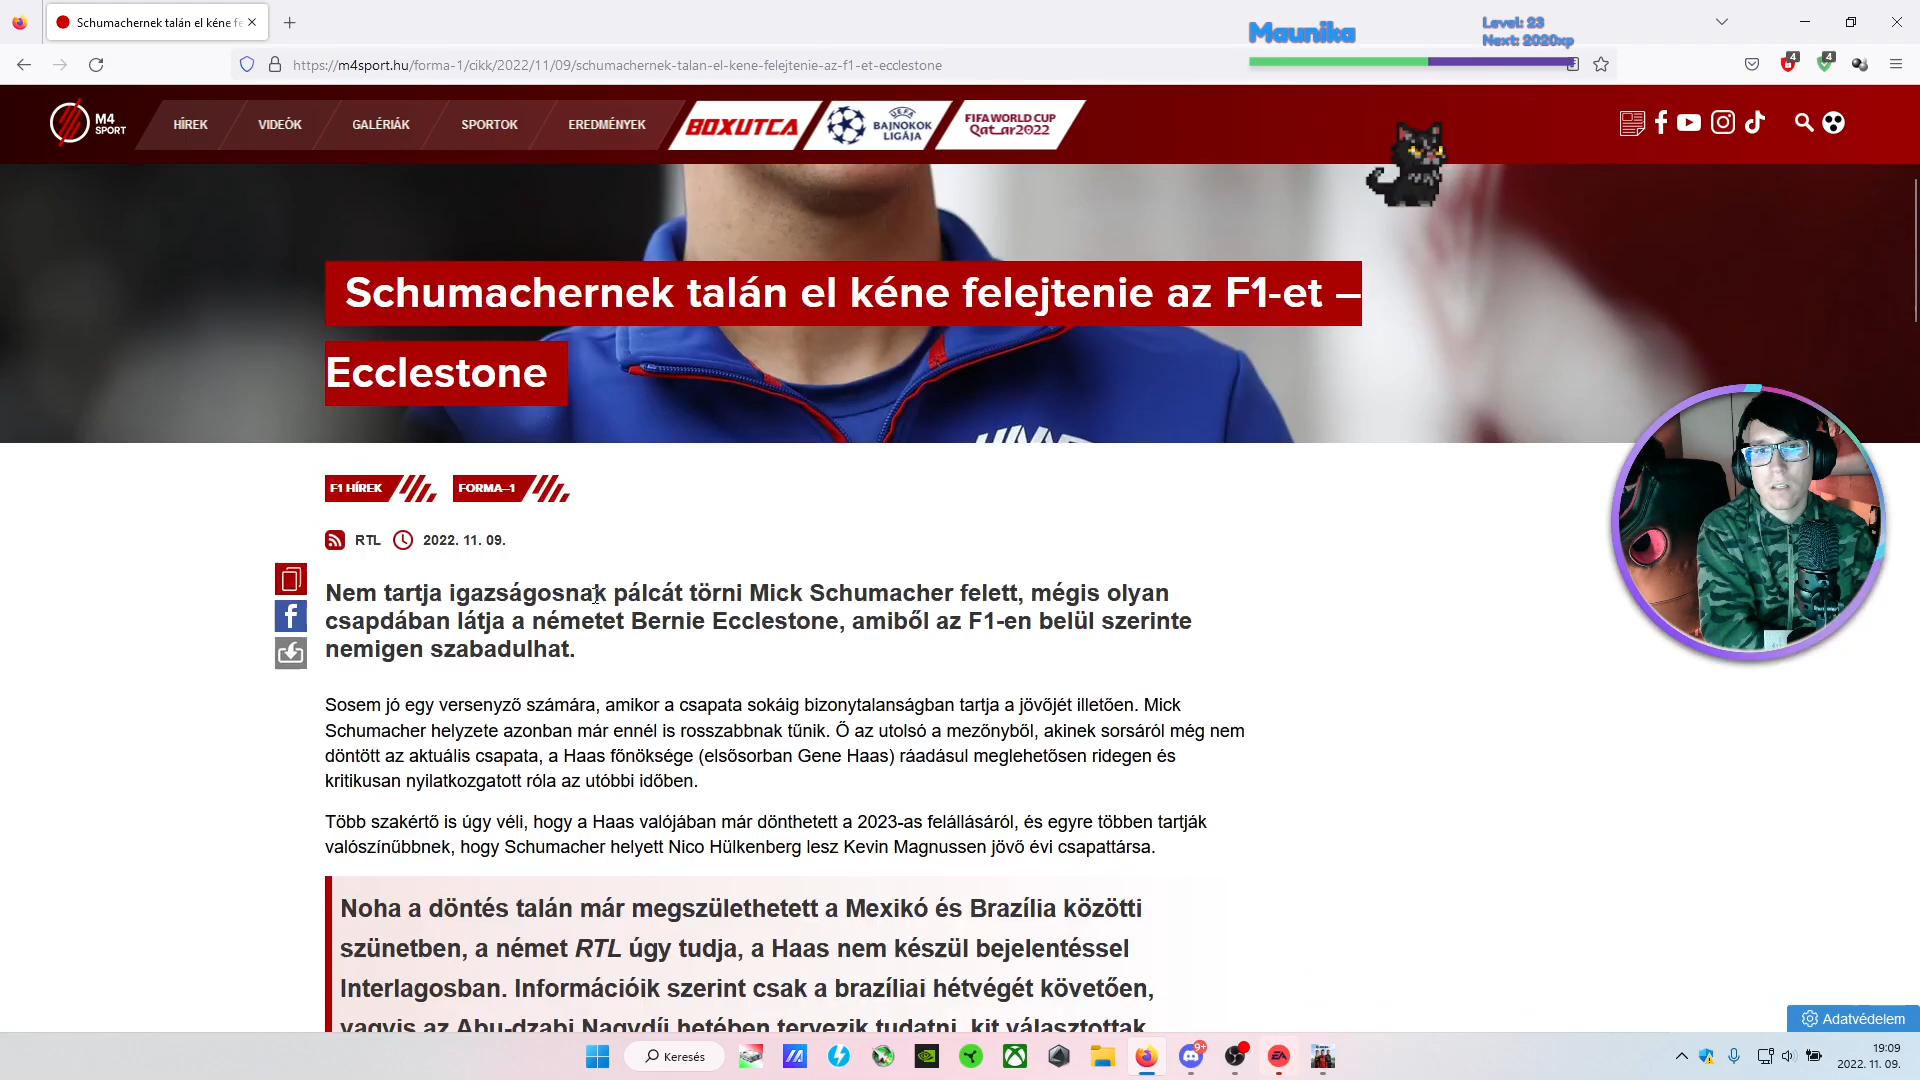 Schumachernek talán el kéne fe
Maunika
Level: 23
Next: 2020xp
https://m4sport.hu/forma-1/cikk/2022/11/09/schumachernek-talan-el-kene-felejtenie-az-f1-et-ecclestone
4
4
M4
SPORT
HÍREK
VIDEÓK
GALÉRIÁK
SPORTOK
EREDMÉNYEK
BOXUTCA
UEFA
BAJNOKOK
LIGÁJA
FIFA WORLD CUP
Qatar2022
Schumachernek talán el kéne felejtenie az F1-et –
Ecclestone
F1 HÍREK
FORMA-1
RTL
2022. 11. 09.
Nem tartja igazságosnak pálcát törni Mick Schumacher felett, mégis olyan
csapdában látja a németet Bernie Ecclestone, amiből az F1-en belül szerinte
nemigen szabadulhat.
Sosem jó egy versenyző számára, amikor a csapata sokáig bizonytalanságban tartja a jövőjét illetően. Mick
Schumacher helyzete azonban már ennél is rosszabbnak tűnik. Ő az utolsó a mezőnyből, akinek sorsáról még nem
döntött az aktuális csapata, a Haas főnöksége (elsősorban Gene Haas) ráadásul meglehetősen ridegen és
kritikusan nyilatkozgatott róla az utóbbi időben.
Több szakértő is úgy véli, hogy a Haas valójában már dönthetett a 2023-as felállásáról, és egyre többen tartják
valószínűbbnek, hogy Schumacher helyett Nico Hülkenberg lesz Kevin Magnussen jövő évi csapattársa.
Noha a döntés talán már megszülethetett a Mexikó és Brazília közötti
szünetben, a német RTL úgy tudja, a Haas nem készül bejelentéssel
Interlagosban. Információik szerint csak a brazíliai hétvégét követően,
vagyis az Abu-dzabi Nagydíj hetében tervezik tudatni, kit választottak
Adatvédelem
Keresés
9+
EA
19:09
2022. 11. 09.